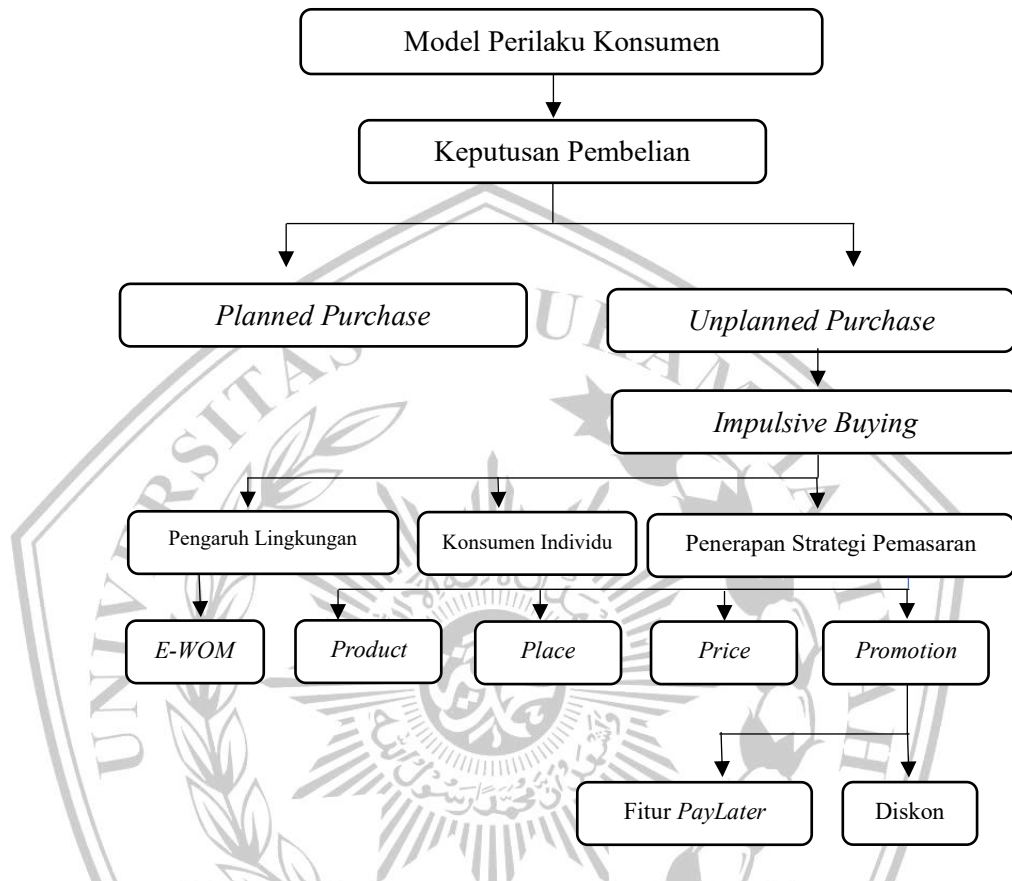 Model Perilaku Konsumen
Keputusan Pembelian
Planned Purchase
Unplanned Purchase
Impulsive Buying
Pengaruh Lingkungan
Konsumen Individu
Penerapan Strategi Pemasaran
E-WOM
Product
Place
Price
Promotion
Fitur PayLater
Diskon
UNIVERSITAS